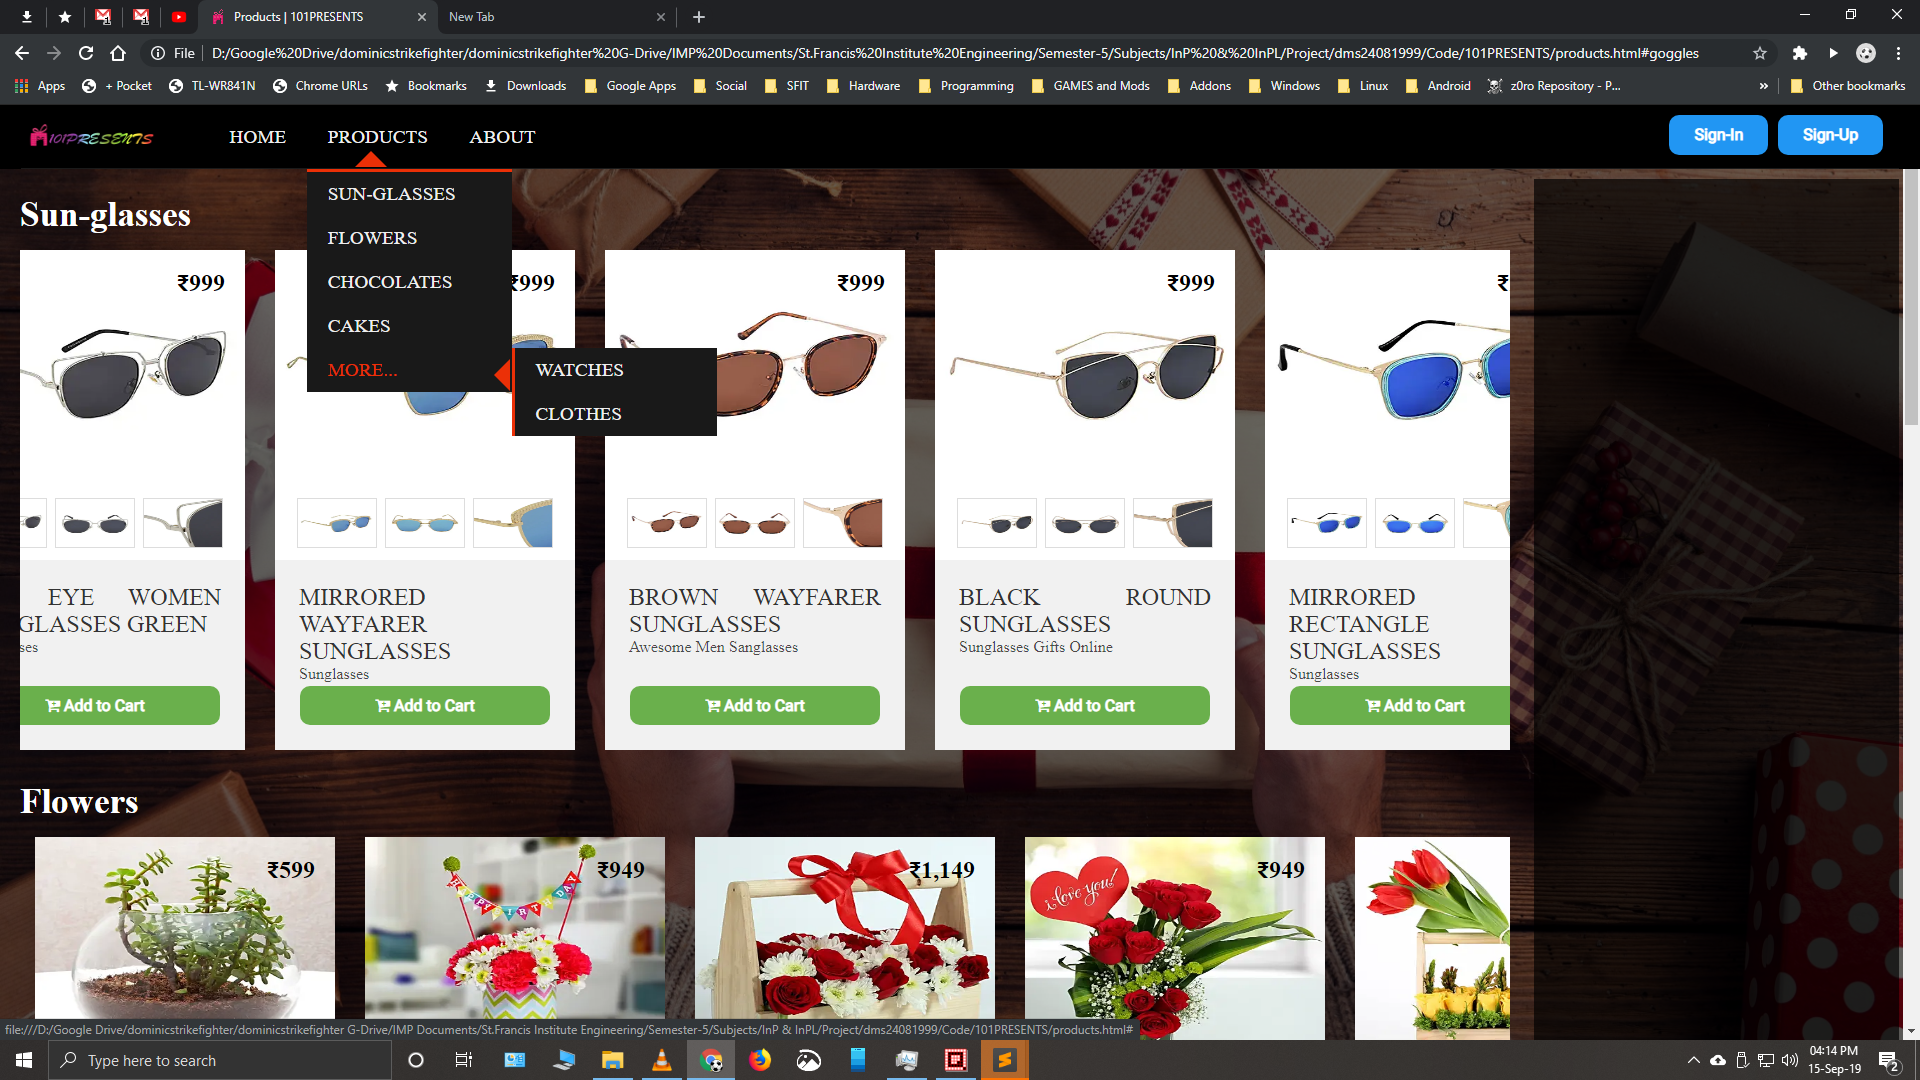 Products | 101PRESENTS
New Tab
File
D:/Google%20Drive/dominicstrikefighter/dominicstrikefighter%20G-Drive/IMP%20Documents/St.Francis%20Institute%20Engineering/Semester-5/Subjects/InP%20&%20InPL/Project/dms24081999/Code/101PRESENTS/products.html#goggles
Apps
+ Pocket
TL-WR841N
Chrome URLs
Bookmarks
Downloads
Google Apps
Social
SFIT
Hardware
Programming
GAMES and Mods
Addons
Windows
Linux
Android
z0ro Repository - P...
»
Other bookmarks
101PRESENTS
HOME
PRODUCTS
ABOUT
Sign-In
Sign-Up
SUN-GLASSES
FLOWERS
CHOCOLATES
CAKES
MORE...
WATCHES
CLOTHES
Sun-glasses
₹999
₹999
₹999
₹999
₹
EYE WOMEN
GLASSES GREEN
ses
Add to Cart
MIRRORED
WAYFARER
SUNGLASSES
Sunglasses
Add to Cart
BROWN WAYFARER
SUNGLASSES
Awesome Men Sanglasses
Add to Cart
BLACK ROUND
SUNGLASSES
Sunglasses Gifts Online
Add to Cart
MIRRORED
RECTANGLE
SUNGLASSES
Sunglasses
Add to Cart
Flowers
₹599
₹949
HAPPY BIRTHDAY
₹1,149
₹949
i love you!
file:///D:/Google Drive/dominicstrikefighter/dominicstrikefighter G-Drive/IMP Documents/St.Francis Institute Engineering/Semester-5/Subjects/InP & InPL/Project/dms24081999/Code/101PRESENTS/products.html#
Type here to search
04:14 PM
15-Sep-19
2